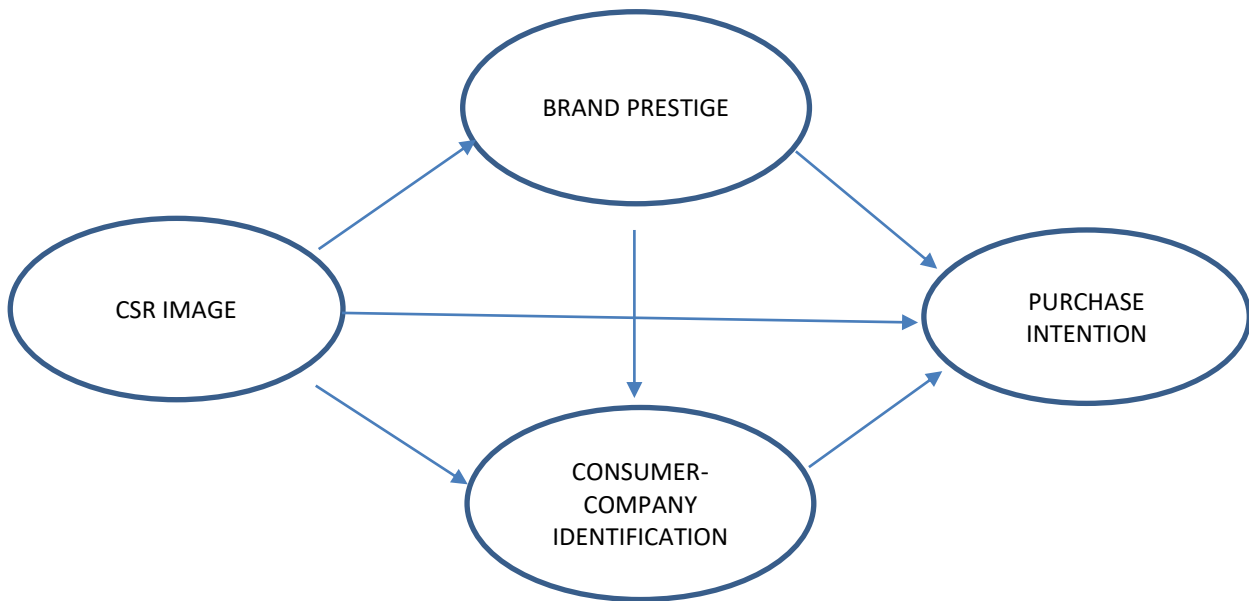 BRAND PRESTIGE
CSR IMAGE
PURCHASE
INTENTION
CONSUMER-
COMPANY
IDENTIFICATION